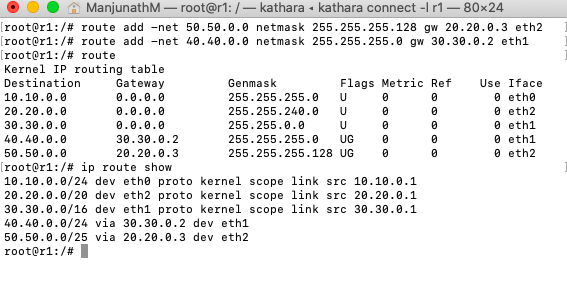 ManjunathM — root@r1: / — kathara ◂ kathara connect -l r1 — 80×24
[root@r1:/# route add -net 50.50.0.0 netmask 255.255.255.128 gw 20.20.0.3 eth2 ]
[root@r1:/# route add -net 40.40.0.0 netmask 255.255.255.0 gw 30.30.0.2 eth1 ]
[root@r1:/# route ]
Kernel IP routing table
Destination Gateway Genmask Flags Metric Ref Use Iface
10.10.0.0 0.0.0.0 255.255.255.0 U 0 0 0 eth0
20.20.0.0 0.0.0.0 255.255.240.0 U 0 0 0 eth2
30.30.0.0 0.0.0.0 255.255.0.0 U 0 0 0 eth1
40.40.0.0 30.30.0.2 255.255.255.0 UG 0 0 0 eth1
50.50.0.0 20.20.0.3 255.255.255.128 UG 0 0 0 eth2
[root@r1:/# ip route show ]
10.10.0.0/24 dev eth0 proto kernel scope link src 10.10.0.1
20.20.0.0/20 dev eth2 proto kernel scope link src 20.20.0.1
30.30.0.0/16 dev eth1 proto kernel scope link src 30.30.0.1
40.40.0.0/24 via 30.30.0.2 dev eth1
50.50.0.0/25 via 20.20.0.3 dev eth2
root@r1:/#